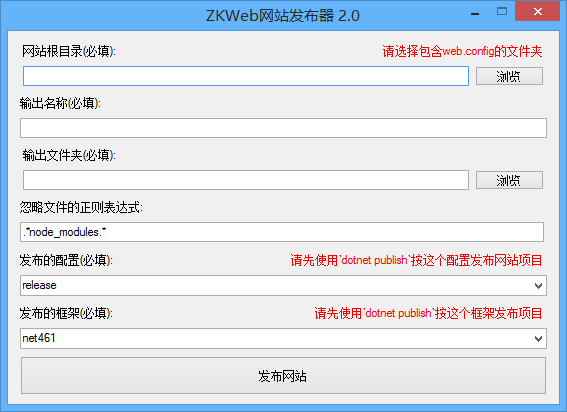 ZKWeb网站发布器 2.0
网站根目录(必填): 请选择包含web.config的文件夹
浏览
输出名称(必填):
输出文件夹(必填):
浏览
忽略文件的正则表达式:
.*node_modules.*
发布的配置(必填): 请先使用`dotnet publish`按这个配置发布网站项目
release
发布的框架(必填): 请先使用`dotnet publish`按这个框架发布项目
net461
发布网站